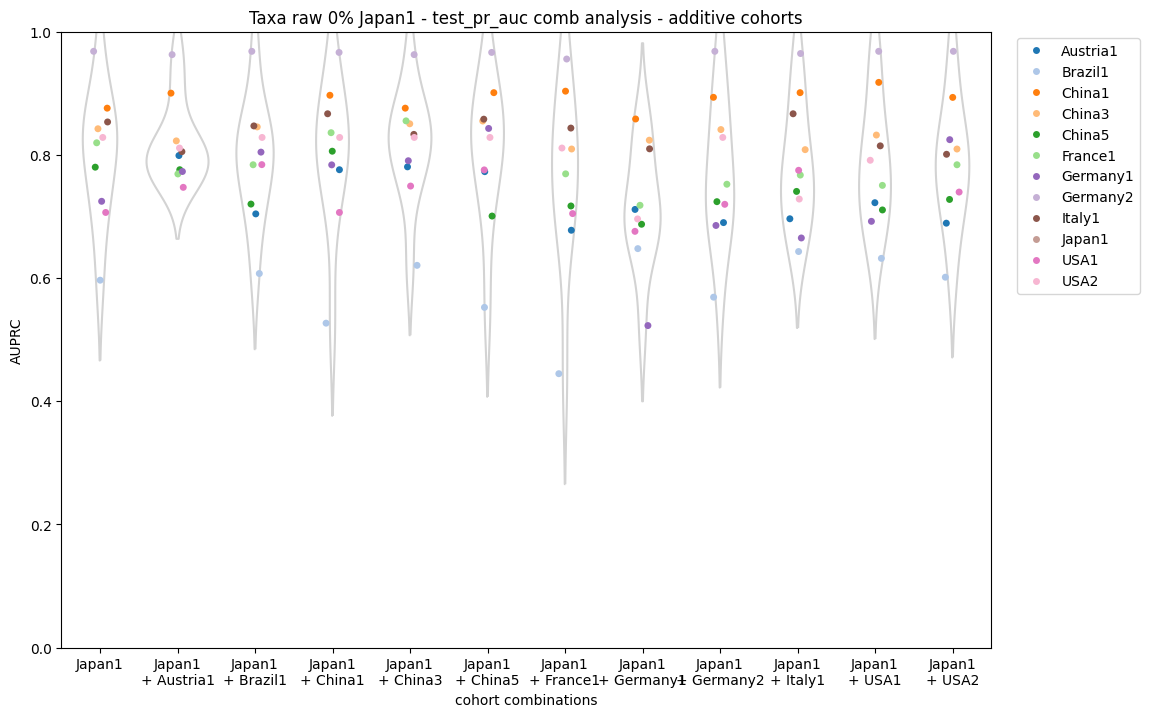 Taxa raw 0% Japan1 - test_pr_auc comb analysis - additive cohorts
AUPRC
1.0
0.8
0.6
0.4
0.2
0.0
Japan1
Japan1
+ Austria1
Japan1
+ Brazil1
Japan1
+ China1
Japan1
+ China3
Japan1
+ China5
Japan1
+ France1
Japan1
+ Germany1
Japan1
+ Germany2
Japan1
+ Italy1
Japan1
+ USA1
Japan1
+ USA2
cohort combinations
Austria1
Brazil1
China1
China3
China5
France1
Germany1
Germany2
Italy1
Japan1
USA1
USA2